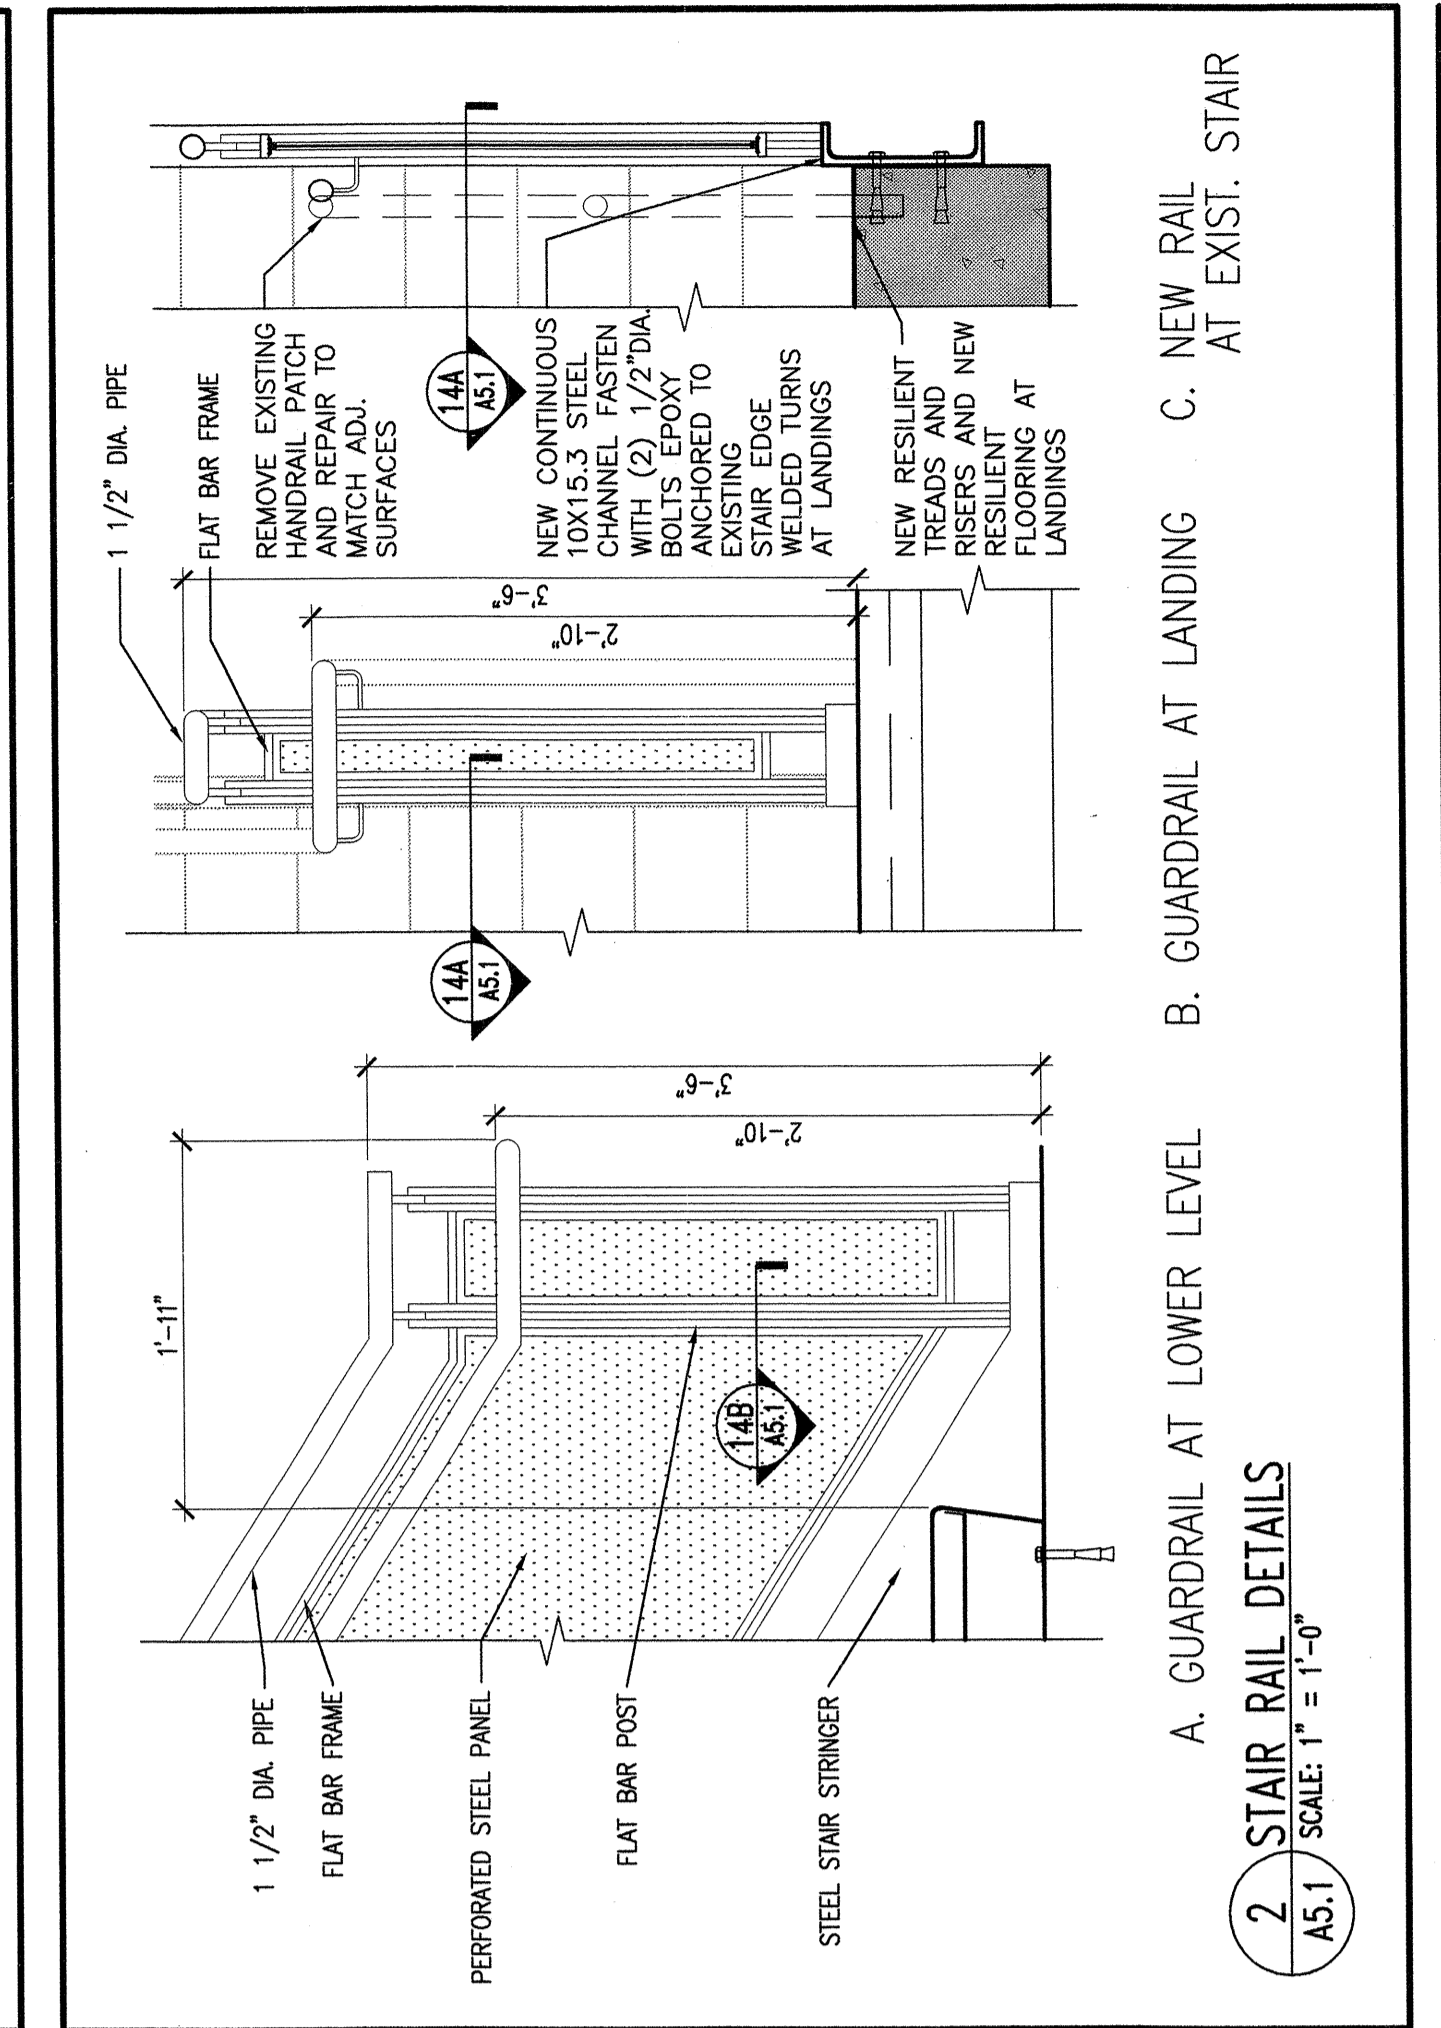 1 1/2" DIA. PIPE
FLAT BAR FRAME
PERFORATED STEEL PANEL
FLAT BAR POST
STEEL STAIR STRINGER
1'-11"
3'-6"
2'-10"
14B
A5.1
A. GUARDRAIL AT LOWER LEVEL
1 1/2" DIA. PIPE
FLAT BAR FRAME
3'-6"
2'-10"
14A
A5.1
B. GUARDRAIL AT LANDING
REMOVE EXISTING
HANDRAIL PATCH
AND REPAIR TO
MATCH ADJ.
SURFACES
NEW CONTINUOUS
10X15.3 STEEL
CHANNEL FASTEN
WITH (2) 1/2"DIA.
BOLTS EPOXY
ANCHORED TO
EXISTING
STAIR EDGE
WELDED TURNS
AT LANDINGS
NEW RESILIENT
TREADS AND
RISERS AND NEW
RESILIENT
FLOORING AT
LANDINGS
14A
A5.1
C. NEW RAIL
AT EXIST. STAIR
2
A5.1
STAIR RAIL DETAILS
SCALE: 1" = 1'-0"